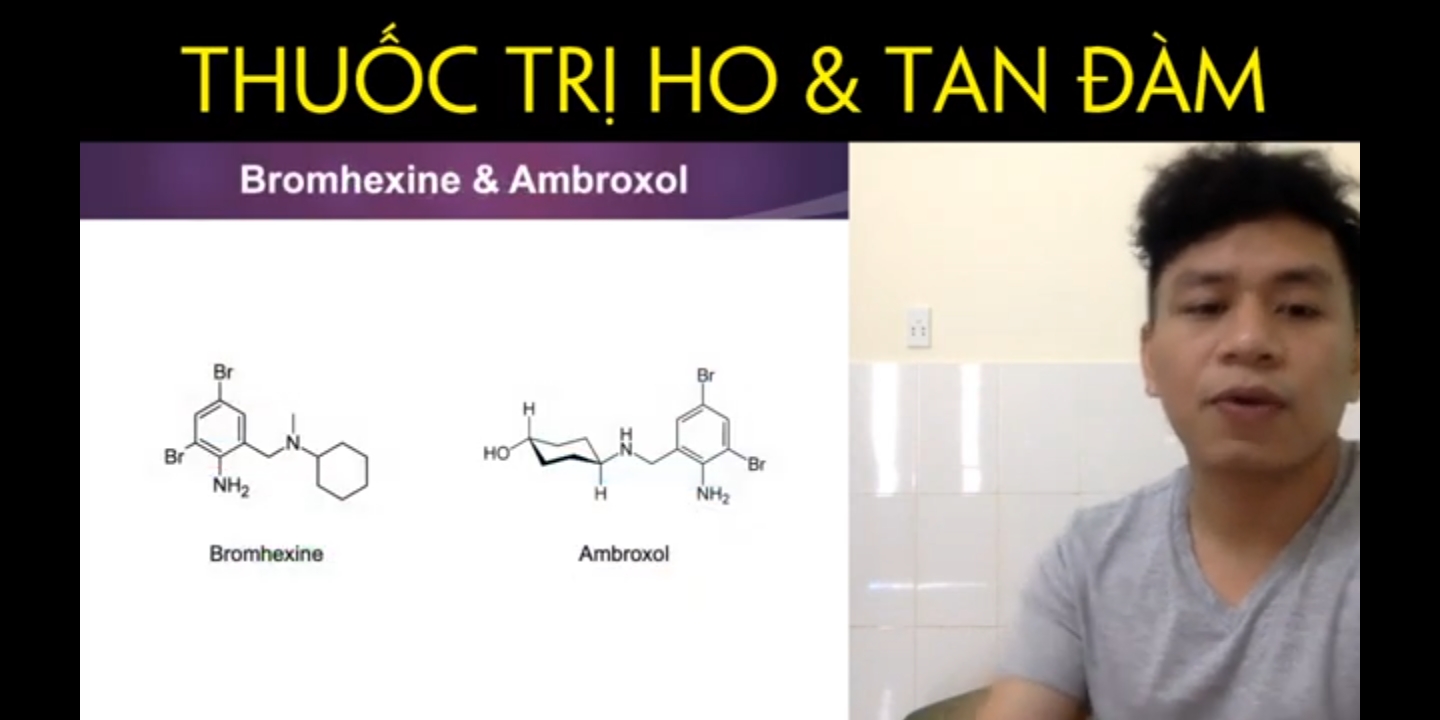 THUỐC TRỊ HO & TAN ĐÀM
Bromhexine & Ambroxol
Br
Br
NH2
N
Bromhexine
H
HO
H
N
H
Br
Br
NH2
Ambroxol